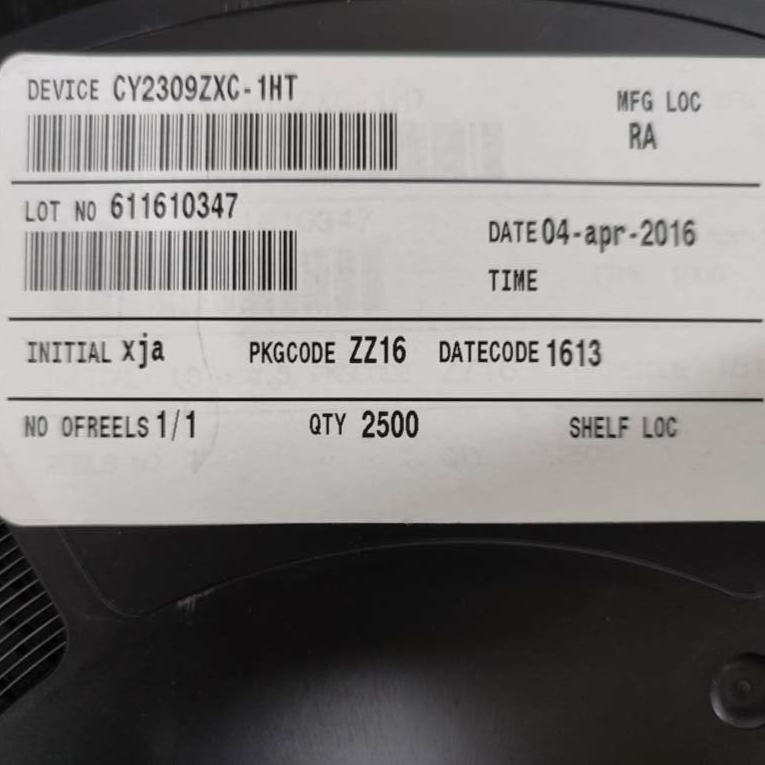 DEVICE CY2309ZXC-1HT
MFG LOC
RA
LOT NO 611610347
DATE 04-apr-2016
TIME
INITIAL xja PKGCODE ZZ16 DATECODE 1613
NO OFREELS 1/1 QTY 2500 SHELF LOC